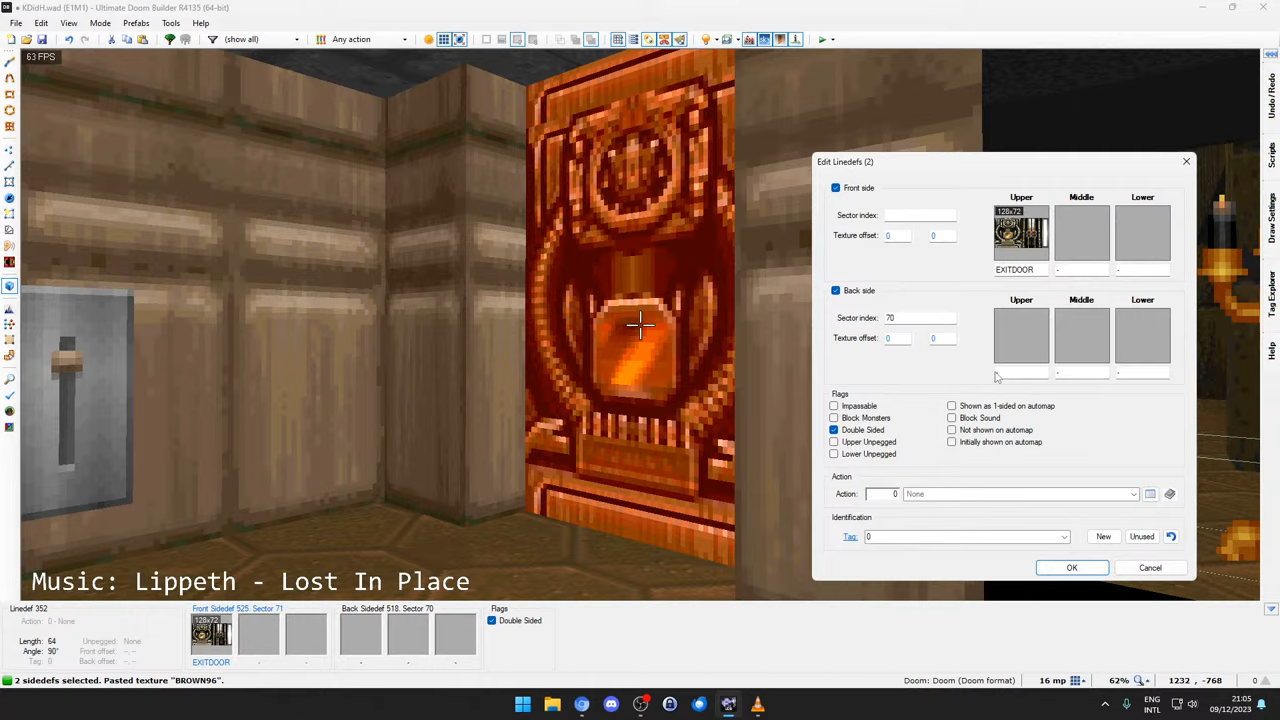 KDidH.wad (E1M1) - Ultimate Doom Builder R4135 (64-bit)
File Edit View Mode Prefabs Tools Help
(show all) Any action
63 FPS
Undo / Redo
Scripts
Draw Settings
Tag Explorer
Help
Edit Linedefs (2)
Front side
Upper Middle Lower
Sector index:
128x72
Texture offset: 0 0
EXITDOOR - -
Back side
Upper Middle Lower
Sector index: 70
Texture offset: 0 0
- - -
Flags
Impassable Shown as 1-sided on automap
Block Monsters Block Sound
Double Sided Not shown on automap
Upper Unpegged Initially shown on automap
Lower Unpegged
Action
Action: 0 None
Identification
Tag: 0 New Unused
OK Cancel
Music: Lippeth - Lost In Place
Linedef 352 Front Sidedef 525. Sector 71 Back Sidedef 518. Sector 70 Flags
Action: 0 - None 128x72 Double Sided
Length: 64 Unpegged: None
Angle: 90° Front offset: --, --
Tag: 0 Back offset: --, --
EXITDOOR - - - - -
2 sidedefs selected. Pasted texture "BROWN96". Doom: Doom (Doom format) 16 mp 62% 1232 , -768 0
ENG
INTL
21:05
09/12/2023